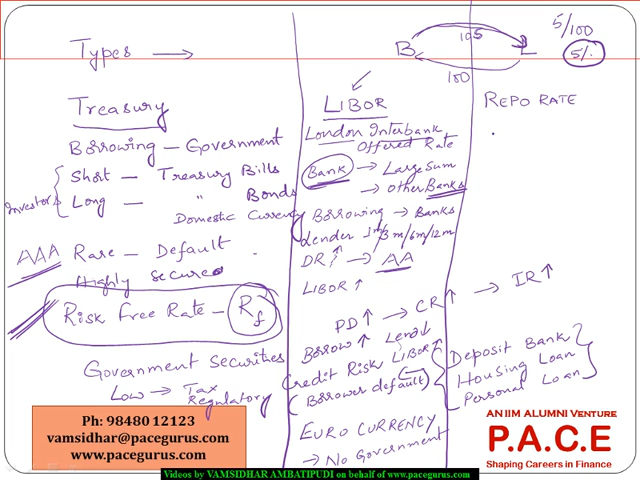 Types →
B 105 L
100
5/100
5%
Treasury
Borrowing – Government
Short – Treasury Bills
Long – " Bonds
Investor
Domestic Currency
AAA Rare – Default
Highly Secured
Risk Free Rate – Rf
Government Securities
Low → Tax
Regulatory
LIBOR
London Interbank
Offered Rate
Bank → Large Sum
→ Other Banks
Borrowing → Banks
Lender 1m/3m/6m/12m
DR↑ → AA
LIBOR ↑
PD↑ → CR↑ → IR↑
Borrow↑ Lend
Credit Risk LIBOR↑
(Borrower default)
EURO CURRENCY
→ No Government
REPO RATE
Deposit Bank
Housing Loan
Personal Loan
Ph: 98480 12123
vamsidhar@pacegurus.com
www.pacegurus.com
AN IIM ALUMNI VENTURE
P.A.C.E
Shaping Careers in Finance
Videos by VAMSIDHAR AMBATIPUDI on behalf of www.pacegurus.com